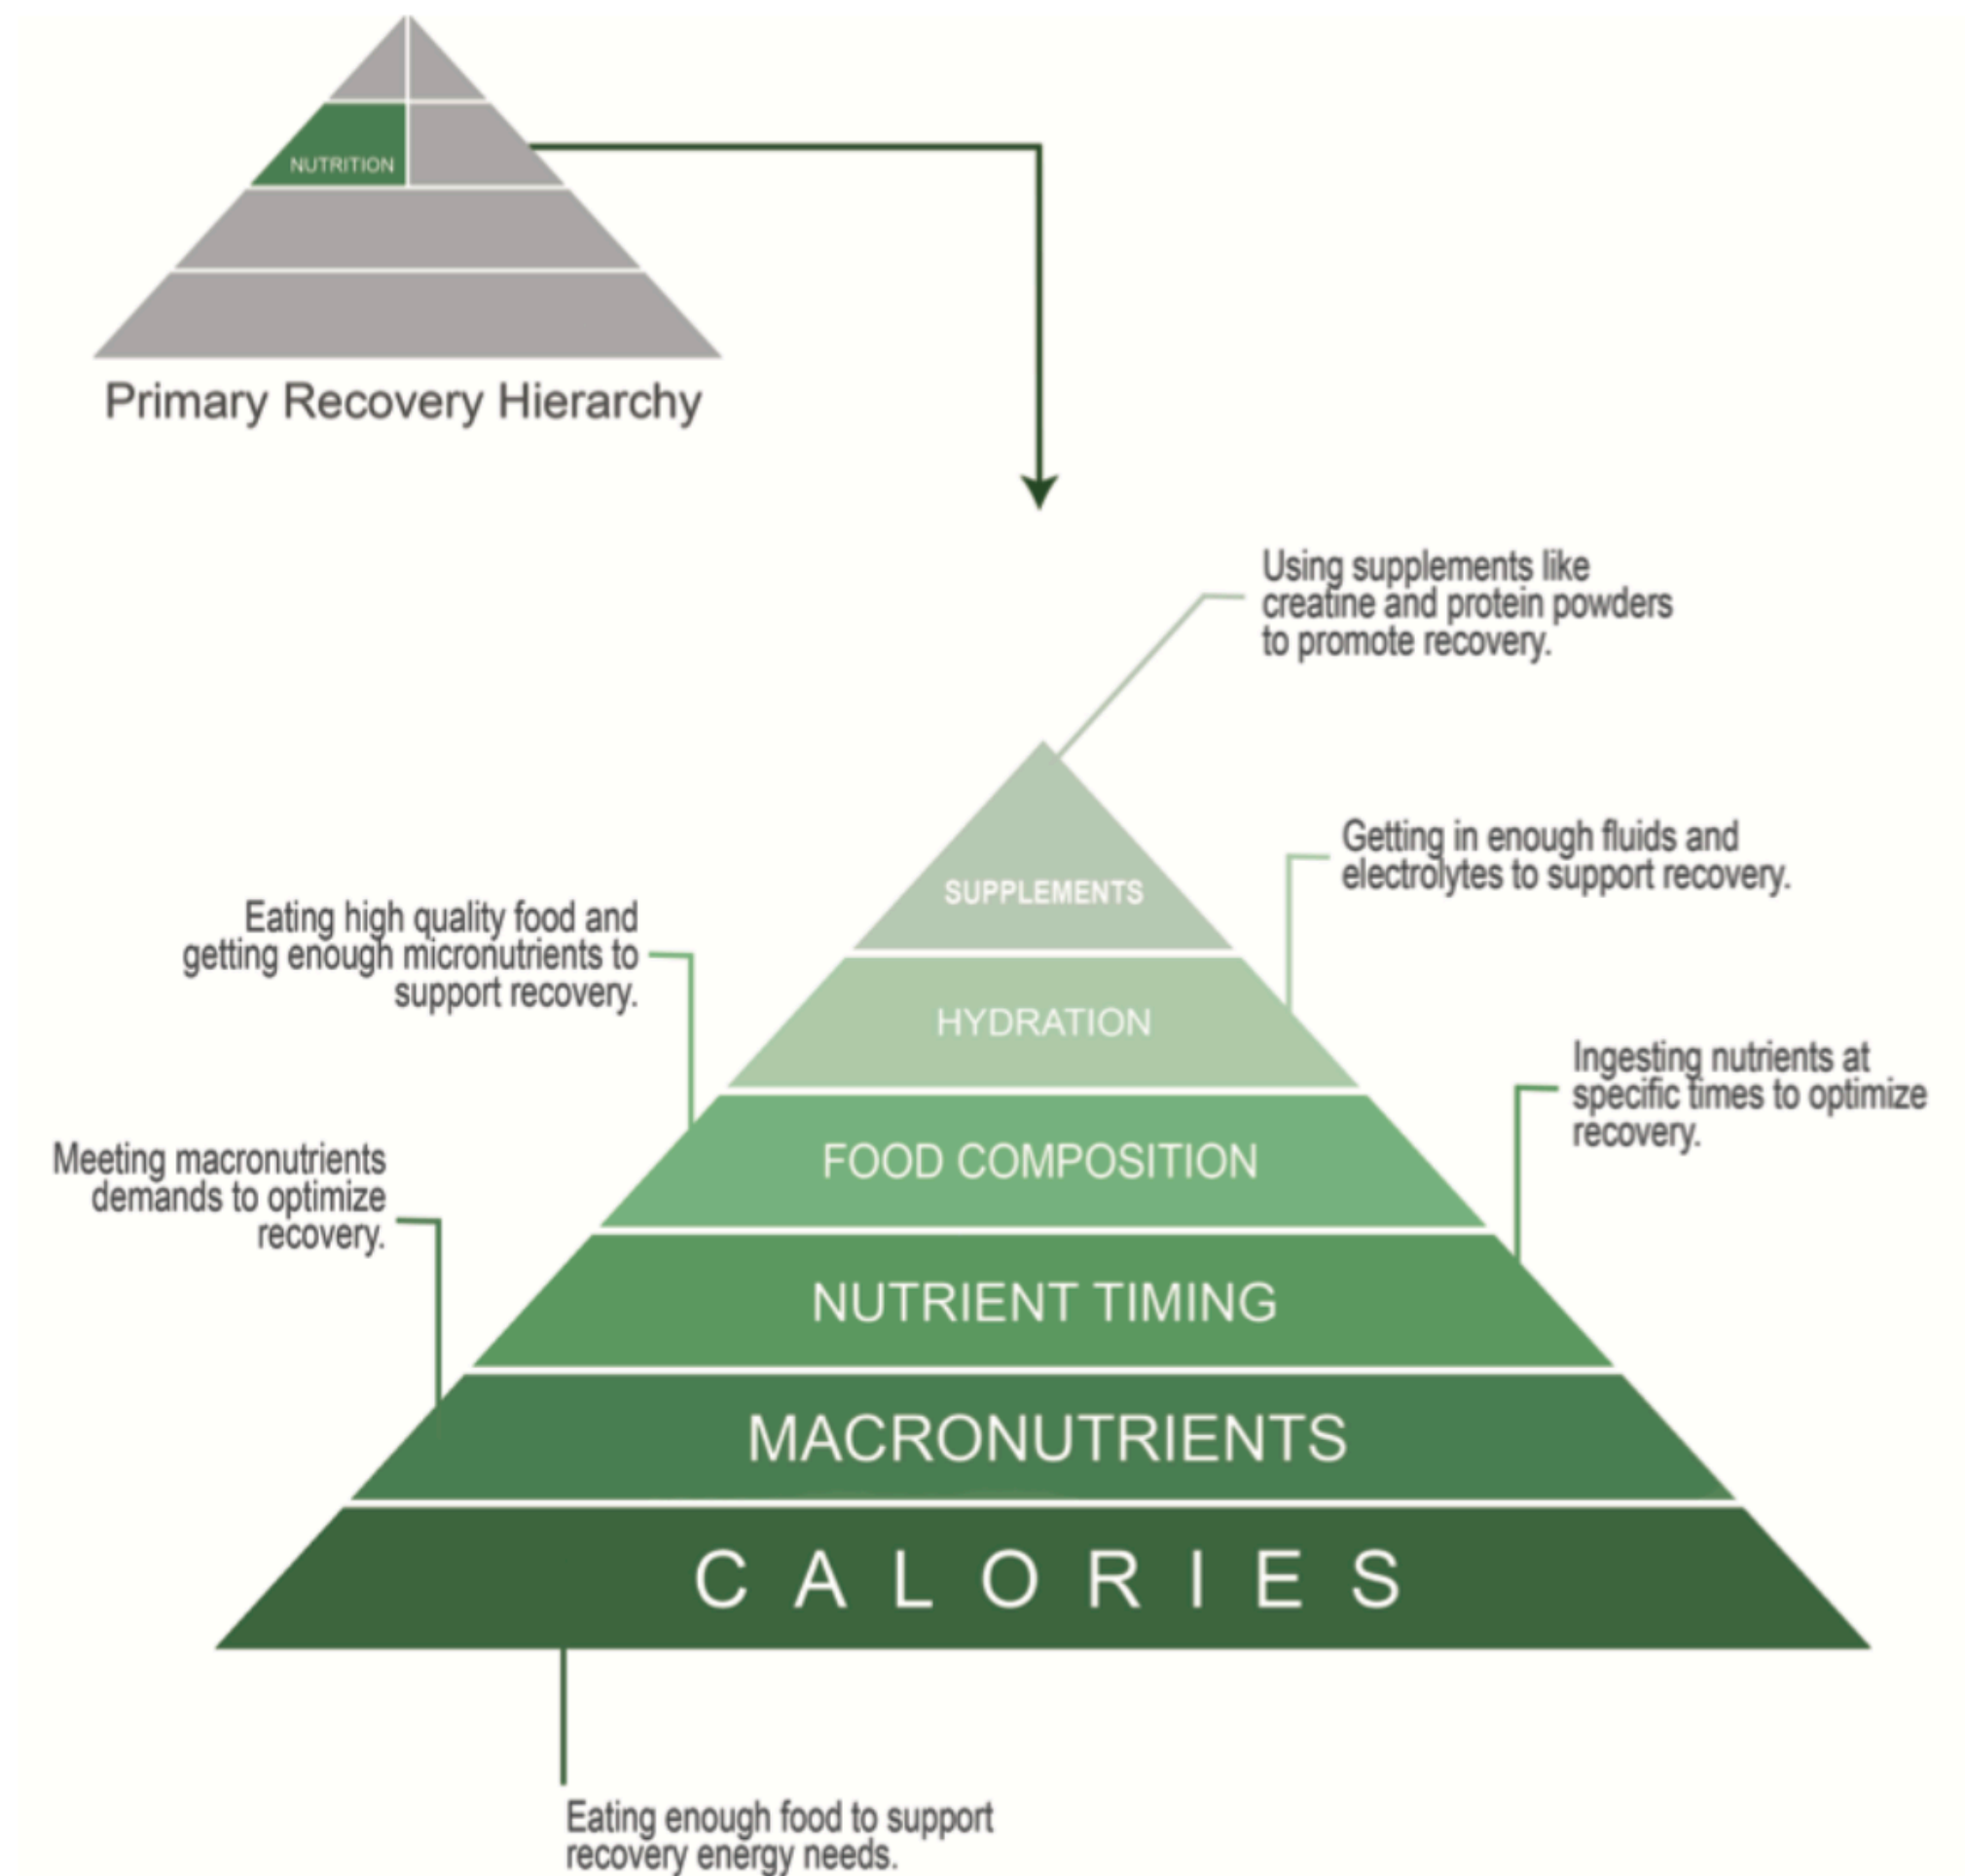 NUTRITION
Primary Recovery Hierarchy
Using supplements like
creatine and protein powders
to promote recovery.
Getting in enough fluids and
electrolytes to support recovery.
Eating high quality food and
getting enough micronutrients to
support recovery.
Ingesting nutrients at
specific times to optimize
recovery.
Meeting macronutrients
demands to optimize
recovery.
SUPPLEMENTS
HYDRATION
FOOD COMPOSITION
NUTRIENT TIMING
MACRONUTRIENTS
CALORIES
Eating enough food to support
recovery energy needs.